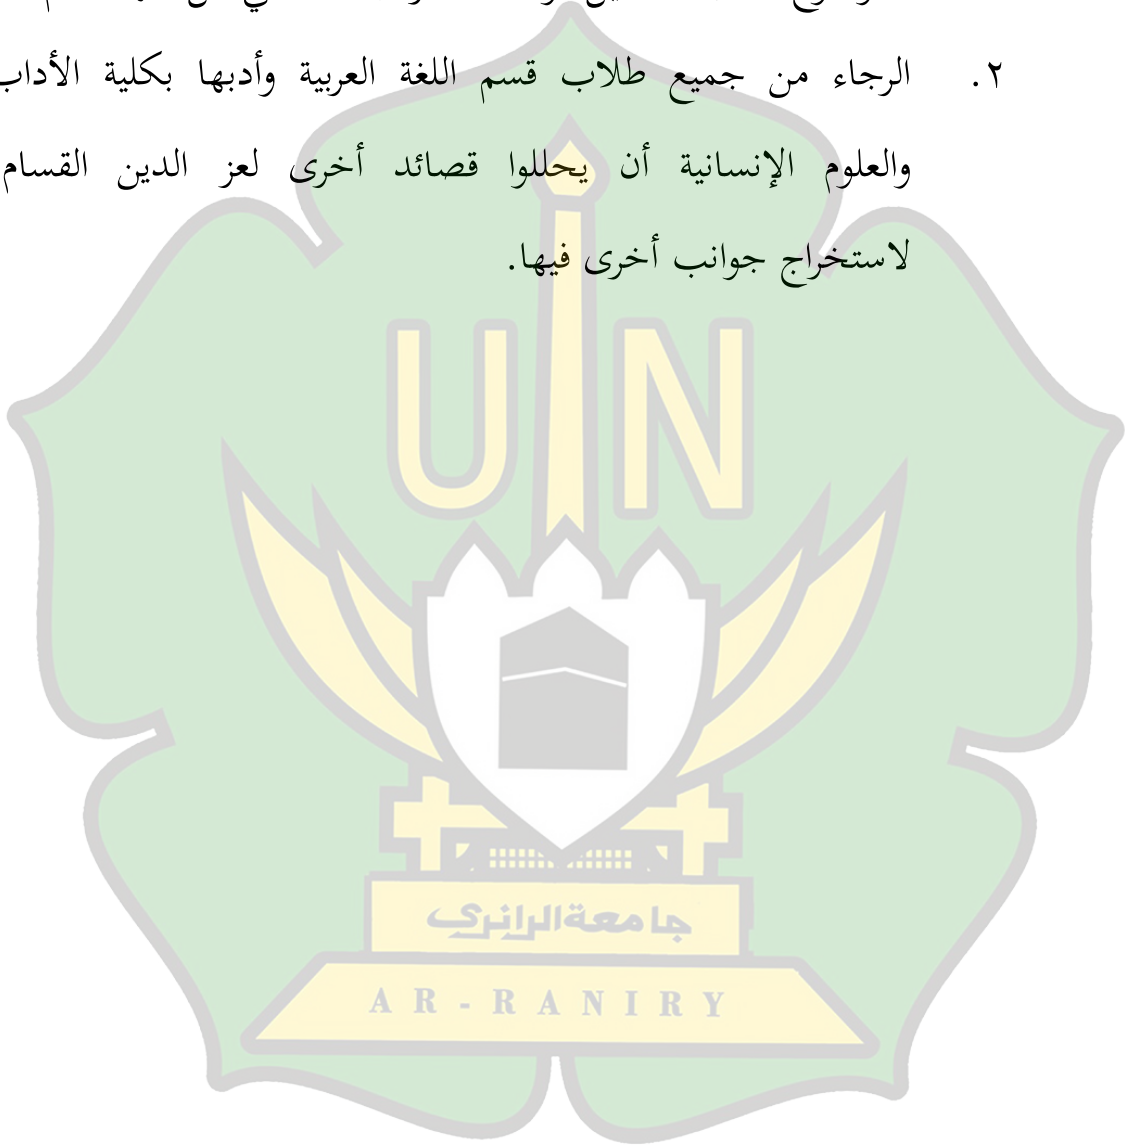 ٢. الرجاء من جميع طلاب قسم اللغة العربية وأدبها بكلية الأداب
والعلوم الإنسانية أن يحللوا قصائد أخرى لعز الدين القسام
لاستخراج جوانب أخرى فيها.
UIN
جامعة الرانري
AR-RANIRY